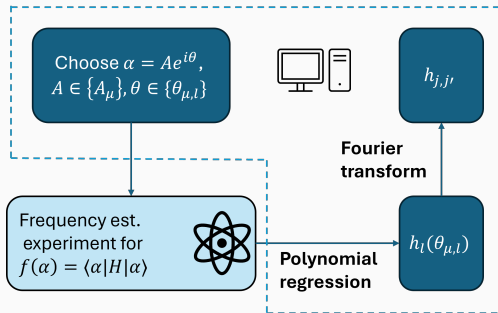 Choose α = Ae^{iθ},
A ∈ {A_μ}, θ ∈ {θ_{μ,l}}
h_{j,j′}
Fourier
transform
Frequency est.
experiment for
f(α) = ⟨α|H|α⟩
Polynomial
regression
h_l(θ_{μ,l})